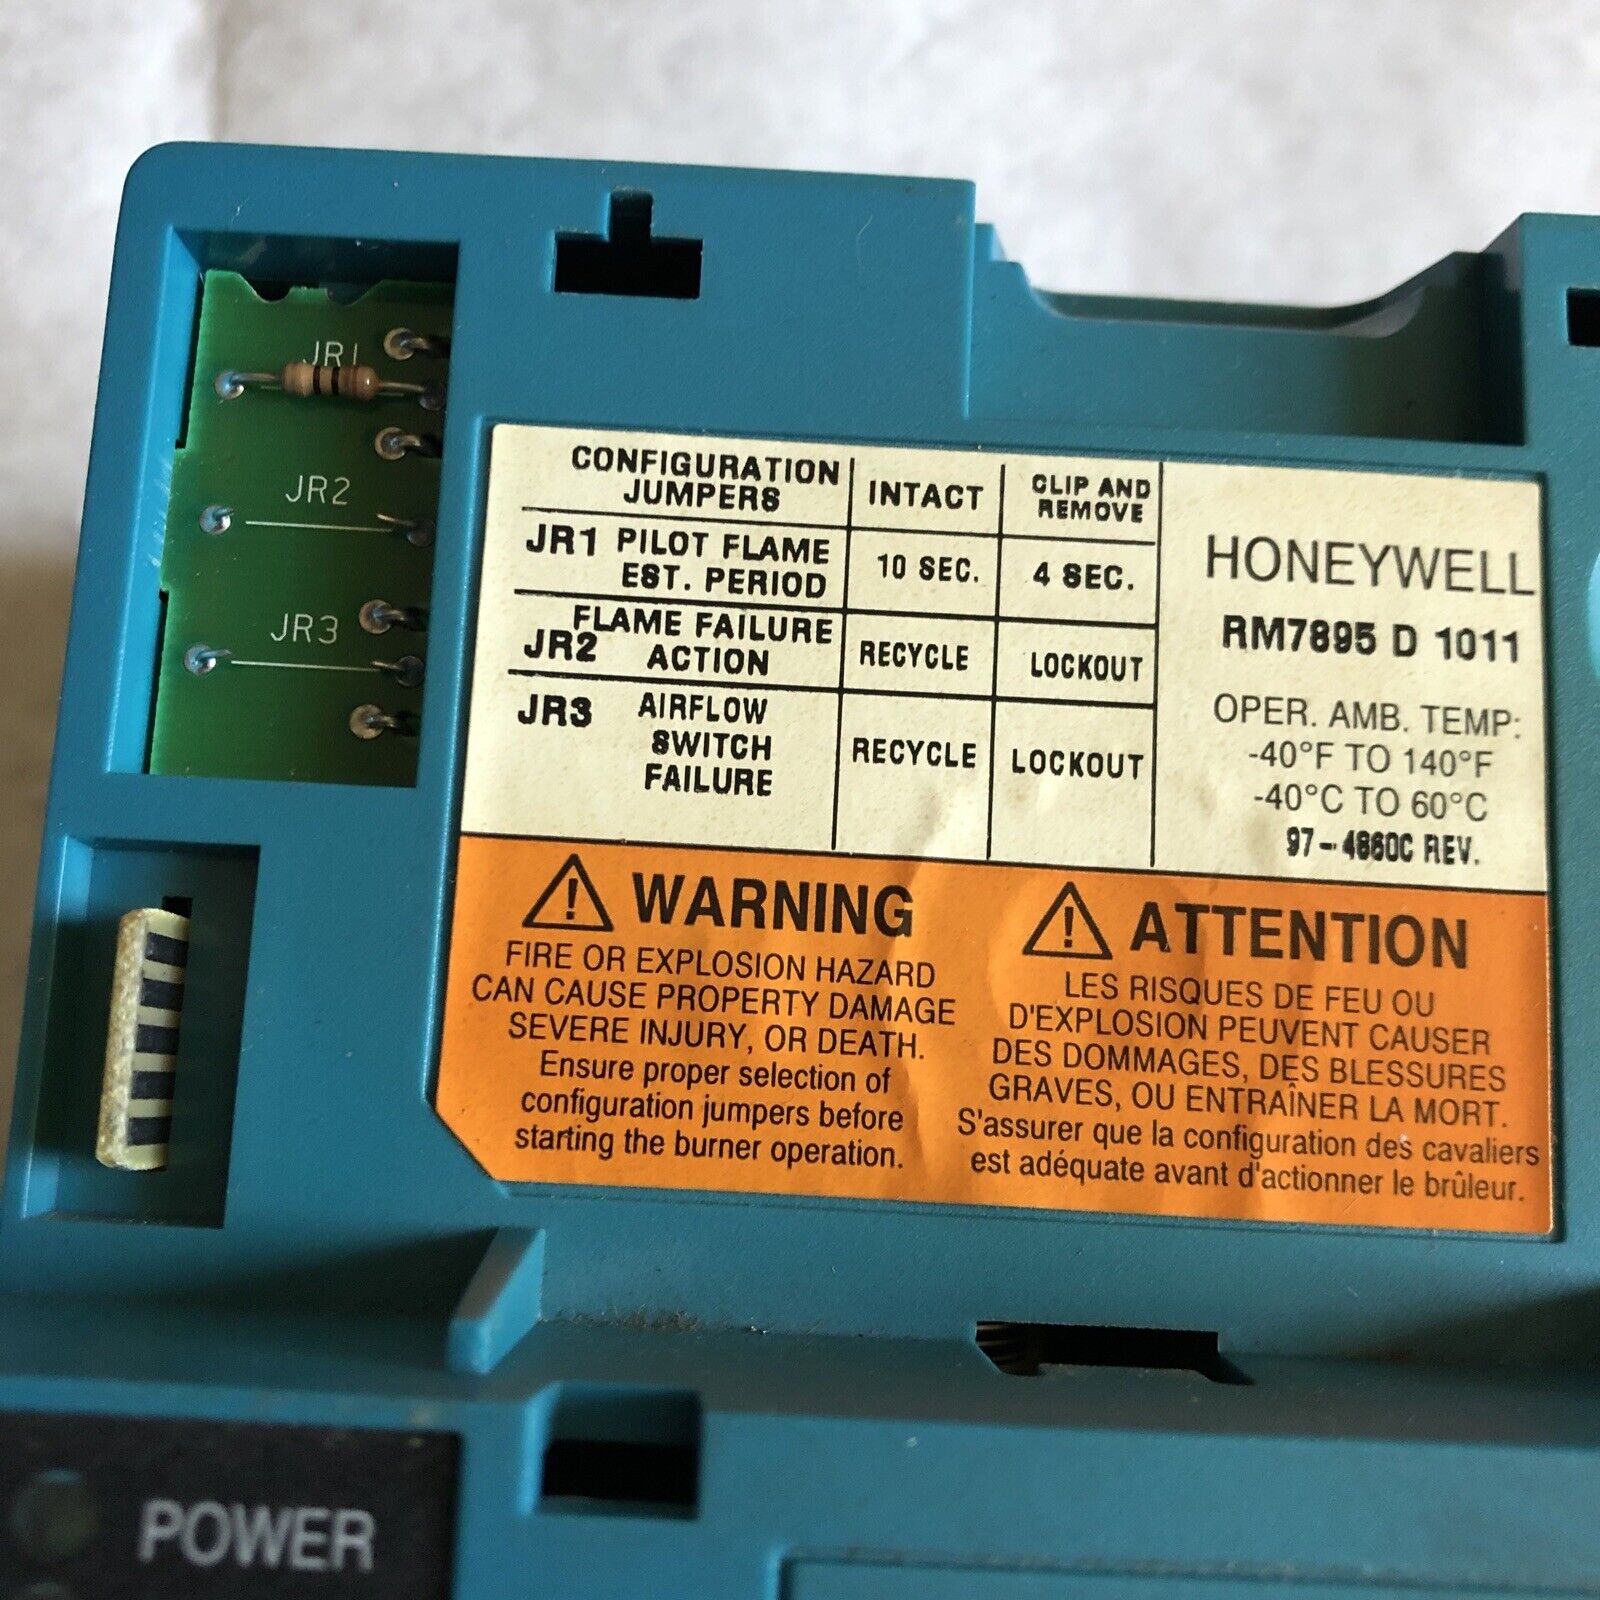 JR1
JR2
JR3
CONFIGURATION JUMPERS INTACT CLIP AND REMOVE
JR1 PILOT FLAME EST. PERIOD 10 SEC. 4 SEC.
JR2 FLAME FAILURE ACTION RECYCLE LOCKOUT
JR3 AIRFLOW SWITCH FAILURE RECYCLE LOCKOUT
HONEYWELL
RM7895 D 1011
OPER. AMB. TEMP:
-40°F TO 140°F
-40°C TO 60°C
97-4860C REV.
WARNING
FIRE OR EXPLOSION HAZARD
CAN CAUSE PROPERTY DAMAGE
SEVERE INJURY, OR DEATH.
Ensure proper selection of
configuration jumpers before
starting the burner operation.
ATTENTION
LES RISQUES DE FEU OU
D'EXPLOSION PEUVENT CAUSER
DES DOMMAGES, DES BLESSURES
GRAVES, OU ENTRAÎNER LA MORT.
S'assurer que la configuration des cavaliers
est adéquate avant d'actionner le brûleur.
POWER